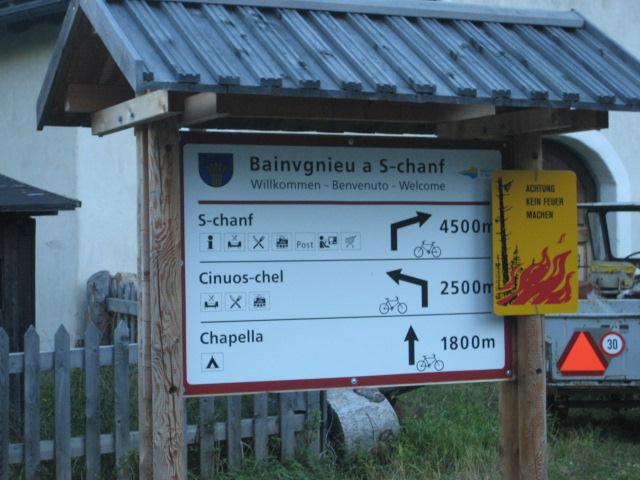 Bainvgnieu a S-chanf
Willkommen - Benvenuto - Welcome
S-chanf
4500m
Post
Cinuos-chel
2500m
Chapella
1800m
ACHTUNG
KEIN FEUER
MACHEN
30